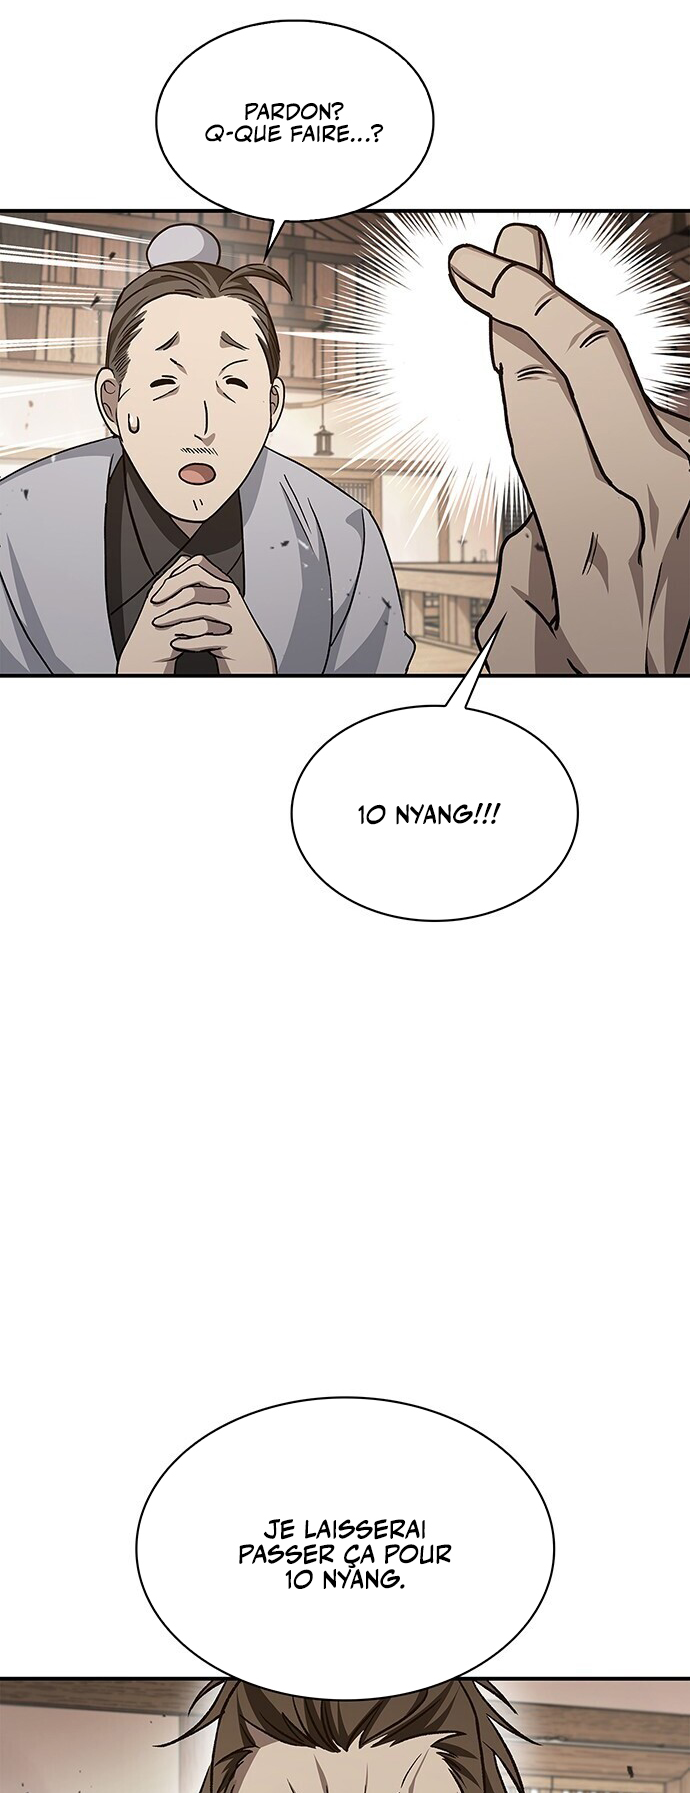 PARDON?
Q-QUE FAIRE...?
10 NYANG!!!
JE LAISSERAI
PASSER ÇA POUR
10 NYANG.